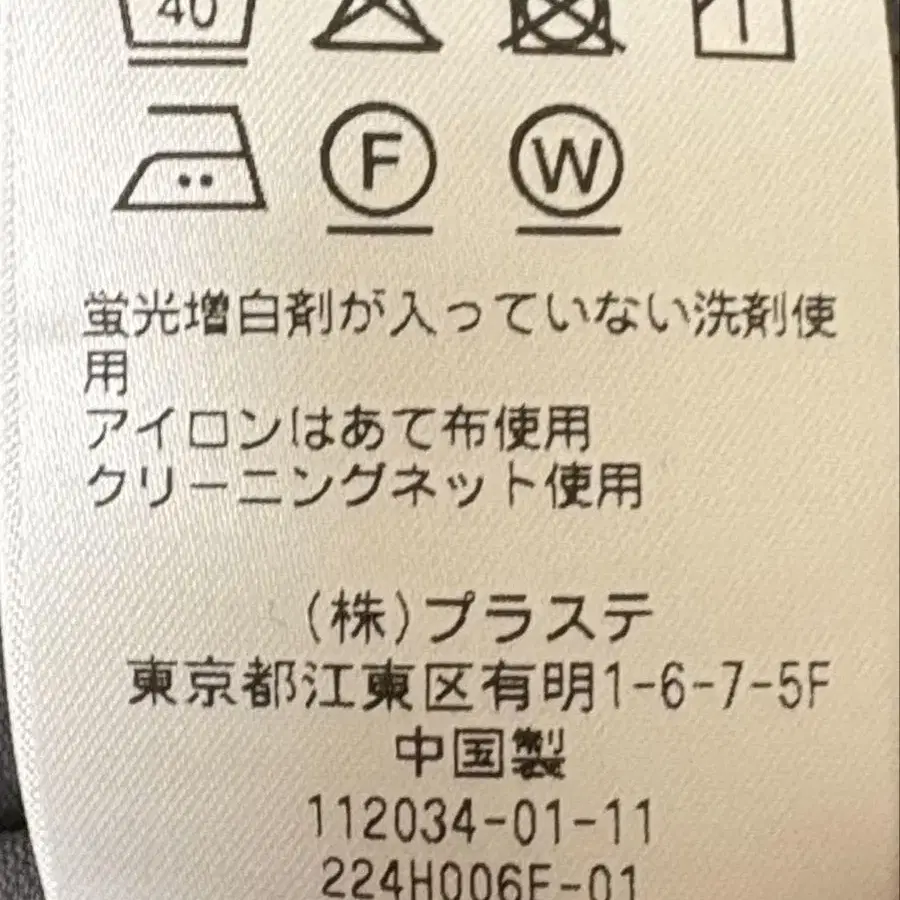 40
F W
蛍光増白剤が入っていない洗剤使
用
アイロンはあて布使用
クリーニングネット使用
(株)プラステ
東京都江東区有明1-6-7-5F
中国製
112034-01-11
224H006F-01